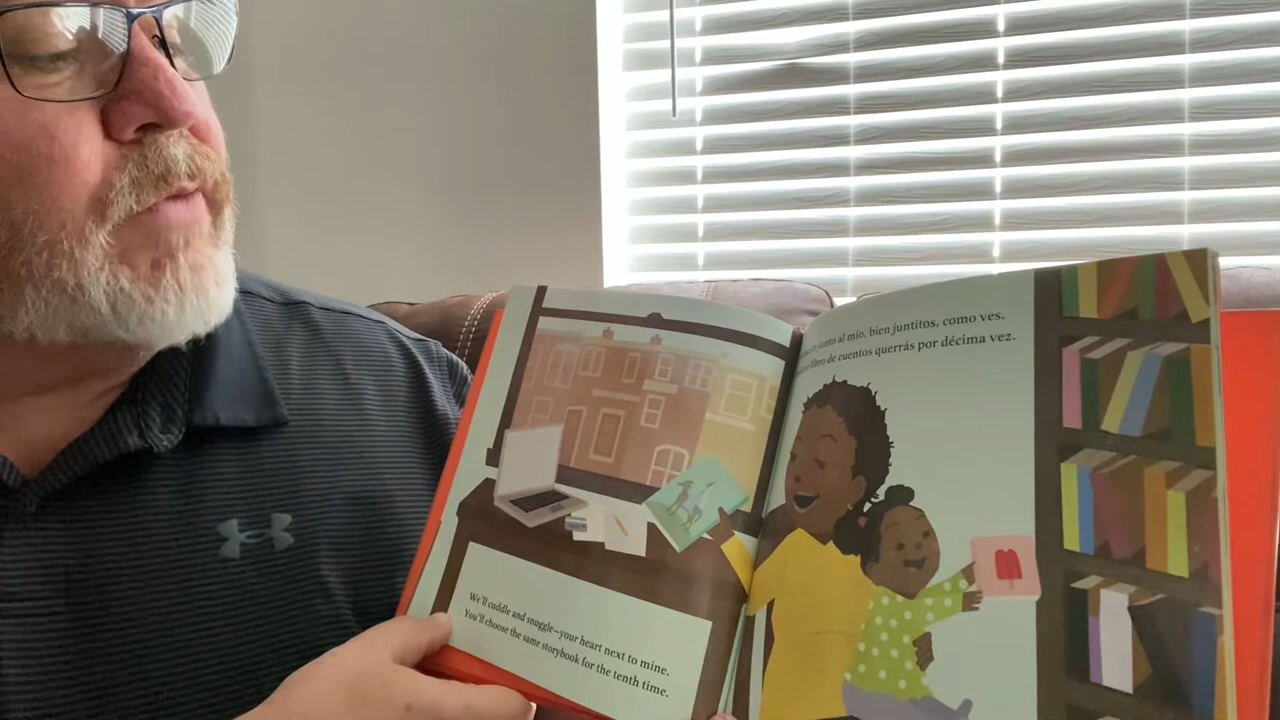 We'll cuddle and snuggle—your heart next to mine.
You'll choose the same storybook for the tenth time.
junto al mío, bien juntitos, como ves.
libro de cuentos querrás por décima vez.